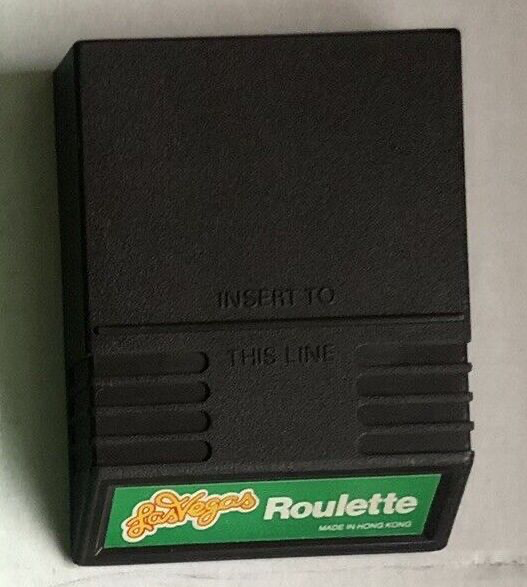 INSERT TO
THIS LINE
Las Vegas Roulette
MADE IN HONG KONG